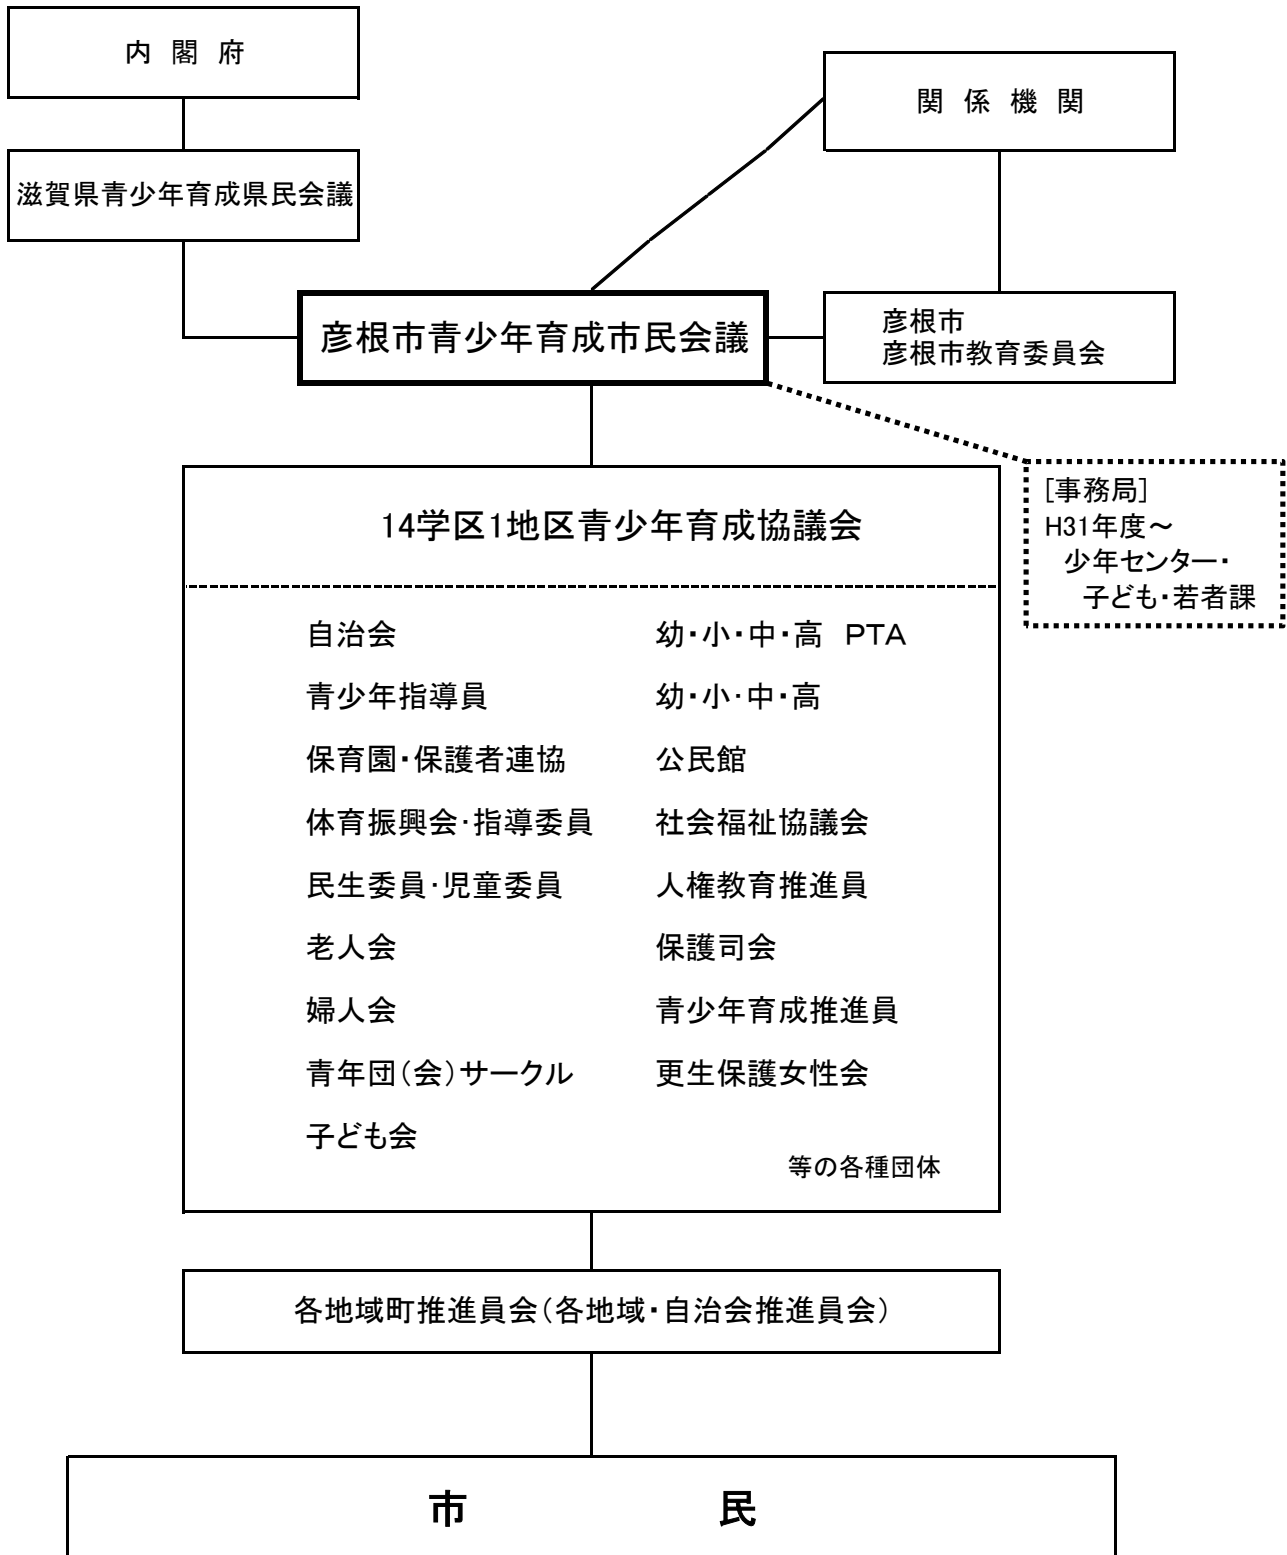 内 閣 府
関 係 機 関
滋賀県青少年育成県民会議
彦根市青少年育成市民会議
彦根市
彦根市教育委員会
[事務局]
H31年度～
少年センター・
子ども・若者課
14学区1地区青少年育成協議会
自治会
幼・小・中・高 PTA
青少年指導員
幼・小・中・高
保育園・保護者連協
公民館
体育振興会・指導委員
社会福祉協議会
民生委員・児童委員
人権教育推進員
老人会
保護司会
婦人会
青少年育成推進員
青年団（会）サークル
更生保護女性会
子ども会
等の各種団体
各地域町推進員会（各地域・自治会推進員会）
市 民